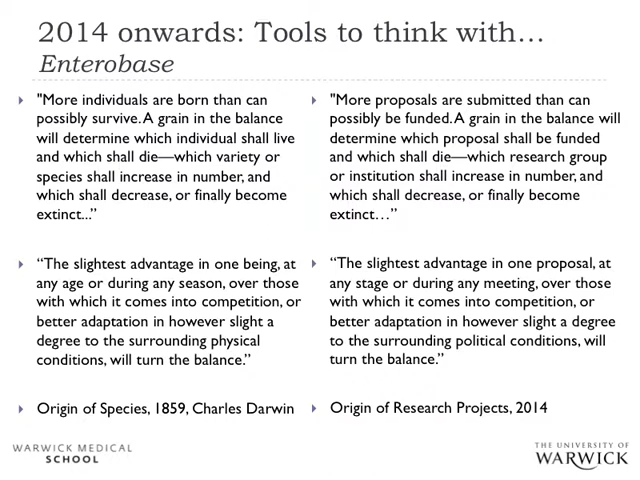 2014 onwards: Tools to think with…
Enterobase
"More individuals are born than can
possibly survive. A grain in the balance
will determine which individual shall live
and which shall die—which variety or
species shall increase in number, and
which shall decrease, or finally become
extinct...”
“The slightest advantage in one being, at
any age or during any season, over those
with which it comes into competition, or
better adaptation in however slight a
degree to the surrounding physical
conditions, will turn the balance.”
Origin of Species, 1859, Charles Darwin
"More proposals are submitted than can
possibly be funded. A grain in the balance will
determine which proposal shall be funded
and which shall die—which research group
or institution shall increase in number, and
which shall decrease, or finally become
extinct…”
“The slightest advantage in one proposal, at
any stage or during any meeting, over those
with which it comes into competition, or
better adaptation in however slight a degree
to the surrounding political conditions, will
turn the balance.”
Origin of Research Projects, 2014
WARWICK MEDICAL
SCHOOL
THE UNIVERSITY OF
WARWICK